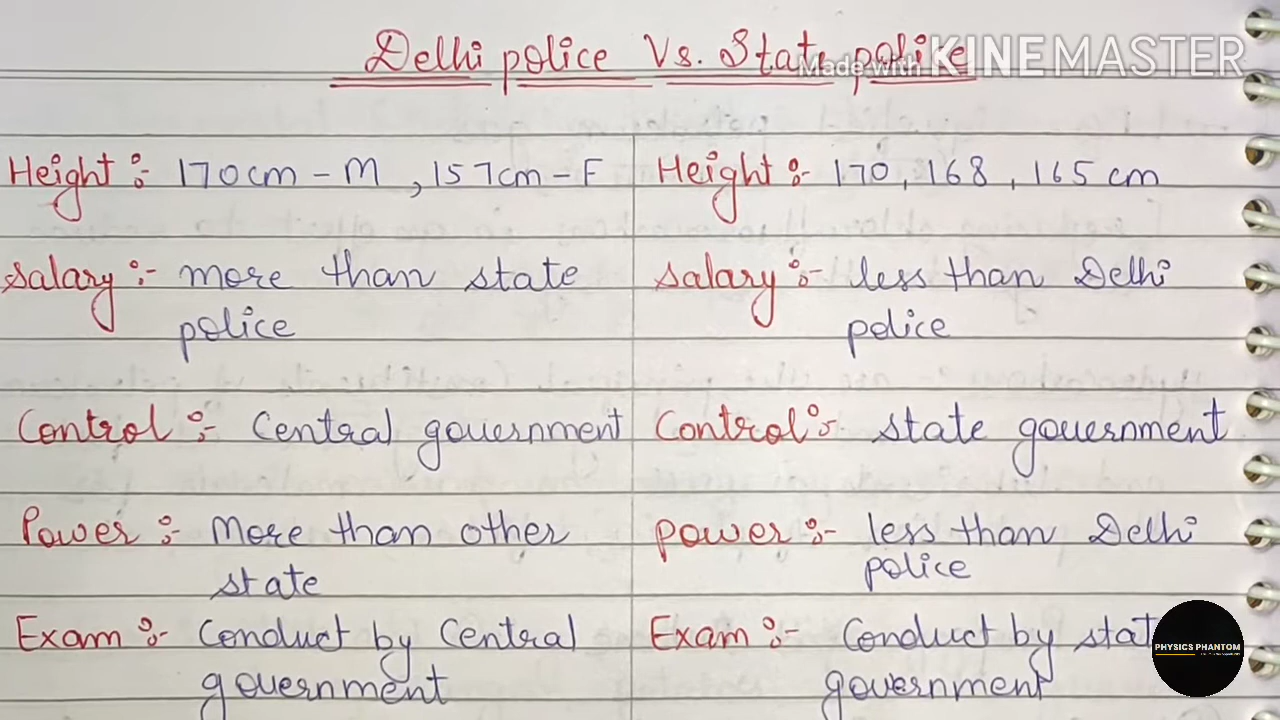 Delhi police Vs. State police
Made with KINEMASTER
Height :- 170cm - M , 157cm - F
Height :- 170, 168, 165 cm
Salary :- more than state
police
Salary :- less than Delhi
police
Control :- Central government
Control :- state government
Power :- More than other
state
power :- less than Delhi
police
Exam :- Conduct by Central
government
Exam :- Conduct by stat
government
PHYSICS PHANTOM